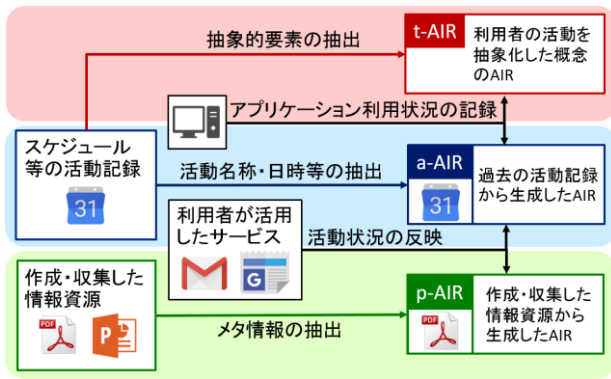 抽象的要素の抽出
t-AIR
利用者の活動を
抽象化した概念
のAIR
アプリケーション利用状況の記録
スケジュール
等の活動記録
31
活動名称・日時等の抽出
a-AIR
31
過去の活動記録
から生成したAIR
利用者が活用
したサービス
G
活動状況の反映
作成・収集した
情報資源
PDF
P
メタ情報の抽出
p-AIR
PDF
作成・収集した
情報資源から
生成したAIR